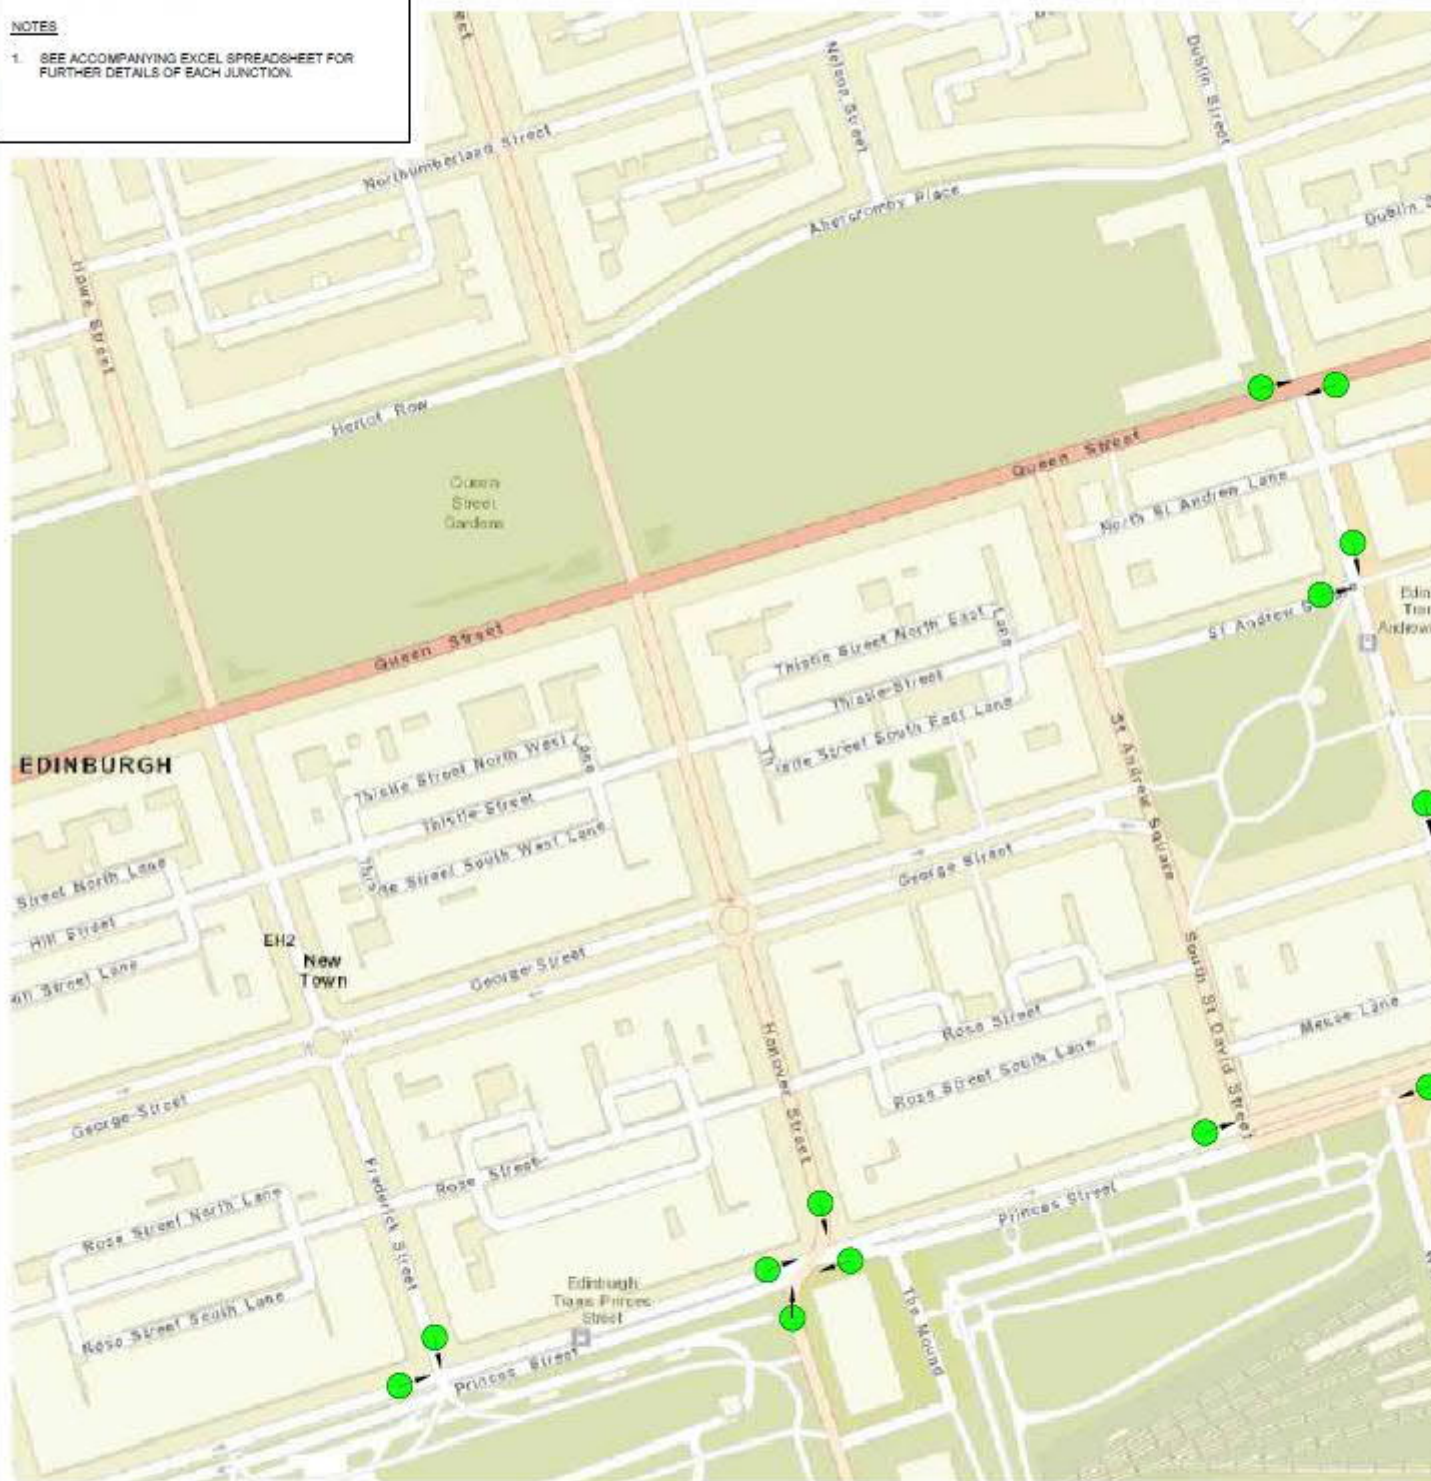 NOTES
1. SEE ACCOMPANYING EXCEL SPREADSHEET FOR
FURTHER DETAILS OF EACH JUNCTION.
Nelson Street
Dublin Street
Northumberland Street
Abercromby Place
Dublin S
Howe Street
Heriot Row
Queen
Street
Gardens
Queen Street
North St Andrew Lane
St Andrew S
Edin
Tram
Andrew
Queen Street
Thistle Street North East Lane
Thistle Street
Thistle Street South East Lane
EDINBURGH
Thistle Street North West Lane
Thistle Street
Thistle Street South West Lane
St Andrew Square
George Street
Street North Lane
Hill Street
Street Lane
EH2
New
Town
George Street
South St David Street
Meuse Lane
Rose Street
Rose Street South Lane
Hanover Street
George Street
Frederick Street
Rose Street
Rose Street North Lane
Princes Street
Rose Street South Lane
Edinburgh
Trams Princes
Street
The Mound
Princes Street